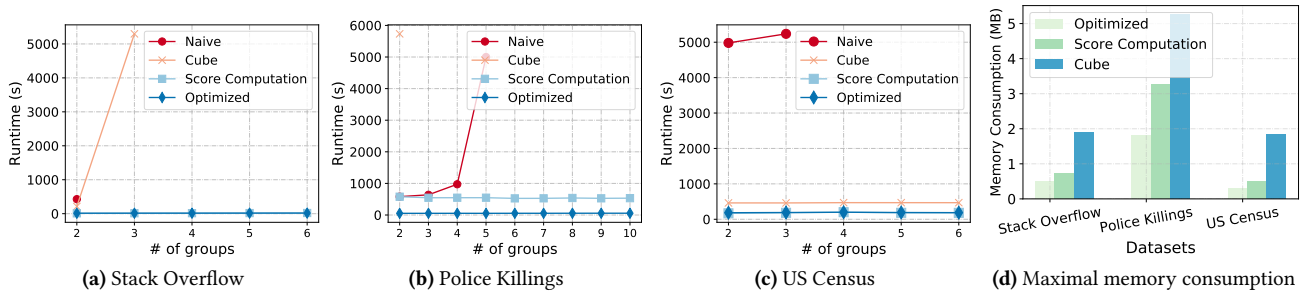 Runtime (s)
5000
4000
3000
2000
1000
0
2
3
4
5
6
# of groups
Naive
Cube
Score Computation
Optimized
(a) Stack Overflow
Runtime (s)
6000
5000
4000
3000
2000
1000
0
2
3
4
5
6
7
8
9
10
# of groups
Naive
Cube
Score Computation
Optimized
(b) Police Killings
Runtime (s)
5000
4000
3000
2000
1000
0
2
3
4
5
6
# of groups
Naive
Cube
Score Computation
Optimized
(c) US Census
Memory Consumption (MB)
5
4
3
2
1
0
Opitimized
Score Computation
Cube
Stack Overflow
Police Killings
US Census
Datasets
(d) Maximal memory consumption